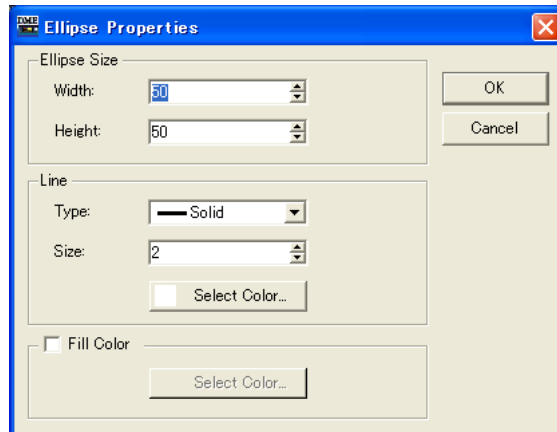 DME
Ellipse Properties
Ellipse Size
Width: 50
Height: 50
OK
Cancel
Line
Type: Solid
Size: 2
Select Color...
Fill Color
Select Color...